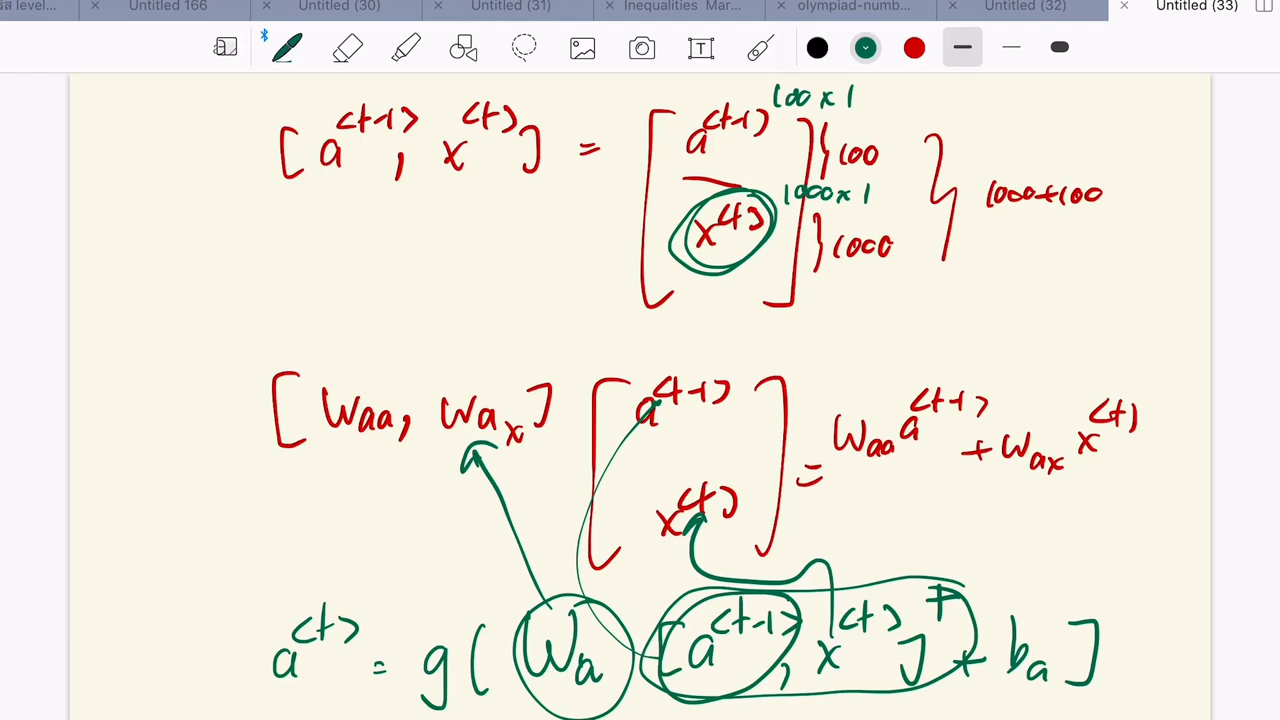 a level... Untitled 166 Untitled (30) Untitled (31) Inequalities Mar... olympiad-numb... Untitled (32) Untitled (33)
[a^{<t-1>}, x^{<t>}] = [a^{<t-1>} 100 x 1 } 100
x^{<t>} 1000 x 1 } 1000] } 1000+100
[Waa, Wax] [a^{<t-1>} x^{<t>}] = Waa a^{<t-1>} + Wax x^{<t>}
a^{<t>} = g( Wa [a^{<t-1>}, x^{<t>}]^T + ba ]